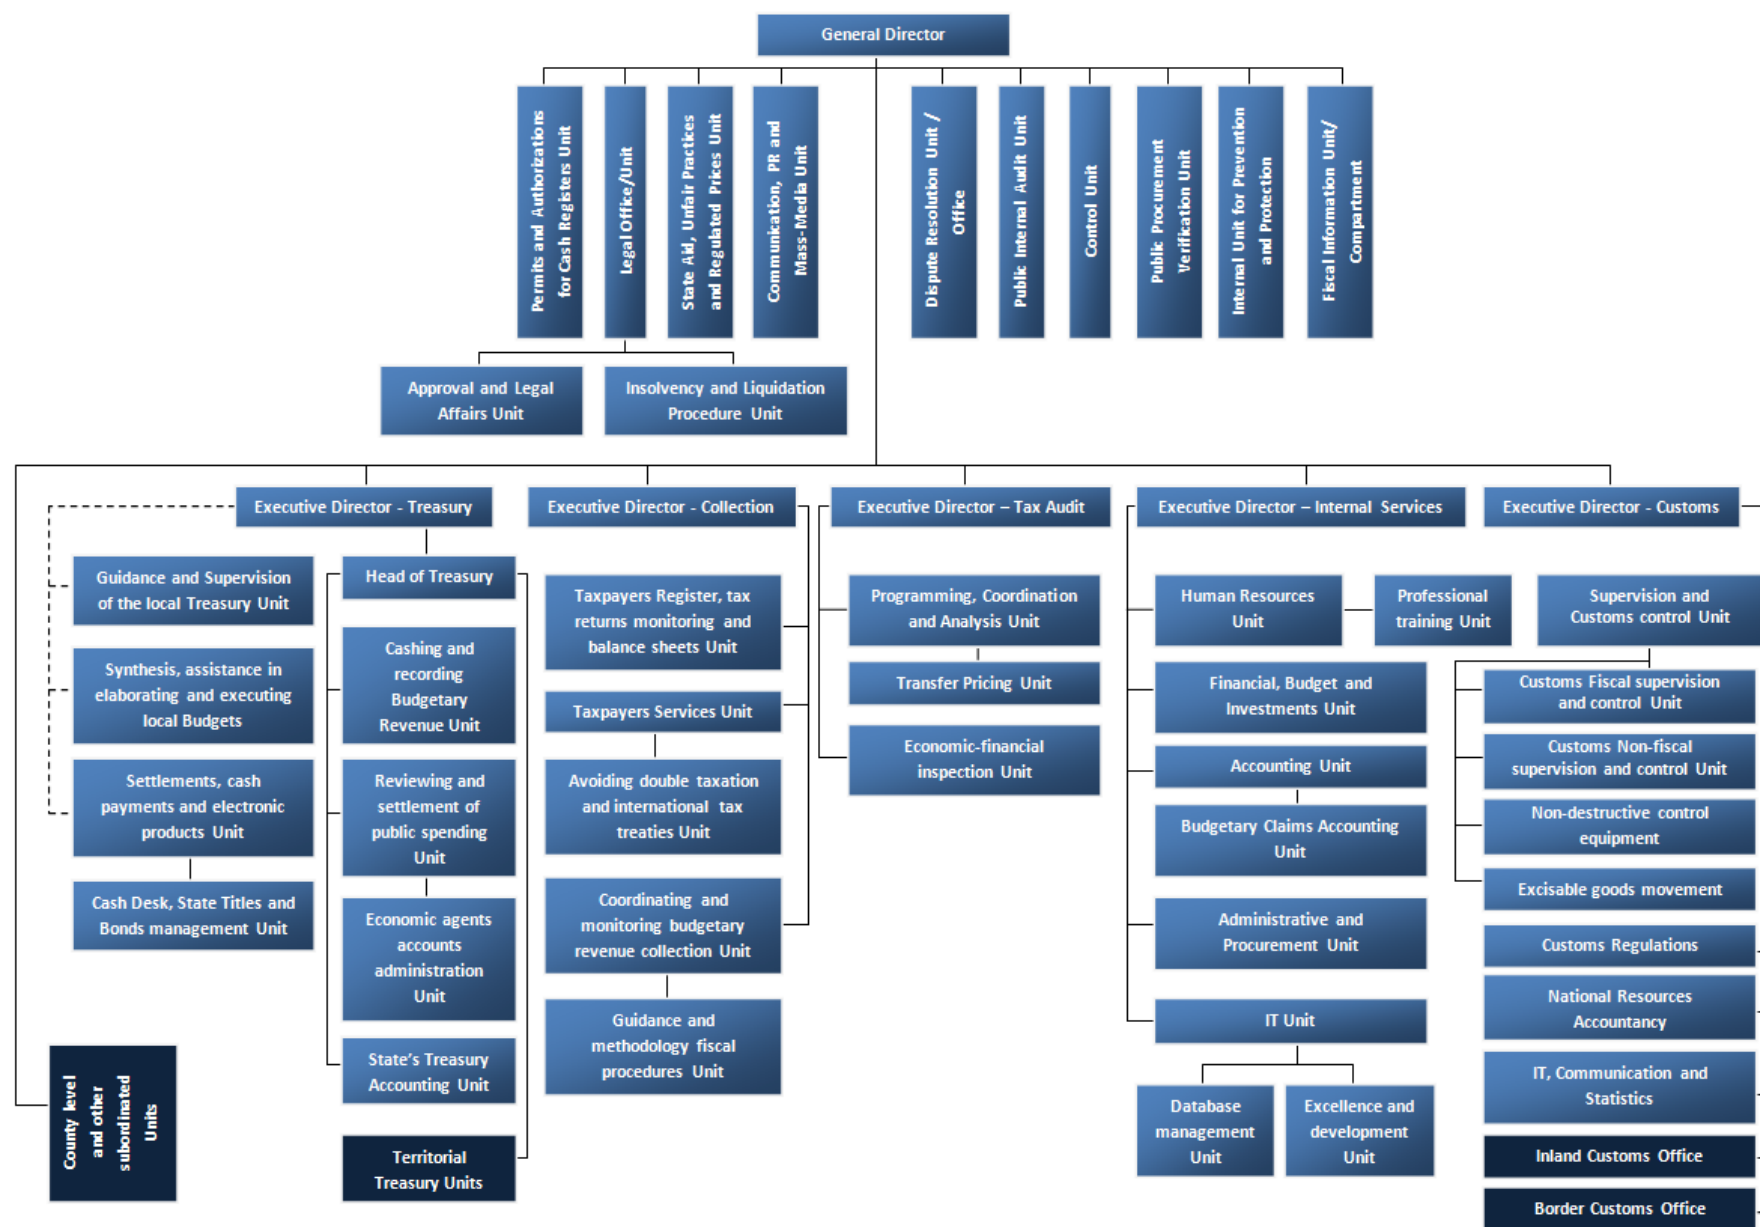 General Director
Permits and Authorizations
for Cash Registers Unit
Legal Office/Unit
State Aid, Unfair Practices
and Regulated Prices Unit
Communication, PR and
Mass-Media Unit
Dispute Resolution Unit /
Office
Public Internal Audit Unit
Control Unit
Public Procurement
Verification Unit
Internal Unit for Prevention
and Protection
Fiscal Information Unit/
Compartment
Approval and Legal
Affairs Unit
Insolvency and Liquidation
Procedure Unit
Executive Director - Treasury
Executive Director - Collection
Executive Director – Tax Audit
Executive Director – Internal Services
Executive Director - Customs
Guidance and Supervision
of the local Treasury Unit
Synthesis, assistance in
elaborating and executing
local Budgets
Settlements, cash
payments and electronic
products Unit
Cash Desk, State Titles and
Bonds management Unit
County level
and other
subordinated
Units
Head of Treasury
Cashing and
recording
Budgetary
Revenue Unit
Reviewing and
settlement of
public spending
Unit
Economic agents
accounts
administration
Unit
State's Treasury
Accounting Unit
Territorial
Treasury Units
Taxpayers Register, tax
returns monitoring and
balance sheets Unit
Taxpayers Services Unit
Avoiding double taxation
and international tax
treaties Unit
Coordinating and
monitoring budgetary
revenue collection Unit
Guidance and
methodology fiscal
procedures Unit
Programming, Coordination
and Analysis Unit
Transfer Pricing Unit
Economic-financial
inspection Unit
Human Resources
Unit
Professional
training Unit
Financial, Budget and
Investments Unit
Accounting Unit
Budgetary Claims Accounting
Unit
Administrative and
Procurement Unit
IT Unit
Database
management
Unit
Excellence and
development
Unit
Supervision and
Customs control Unit
Customs Fiscal supervision
and control Unit
Customs Non-fiscal
supervision and control Unit
Non-destructive control
equipment
Excisable goods movement
Customs Regulations
National Resources
Accountancy
IT, Communication and
Statistics
Inland Customs Office
Border Customs Office